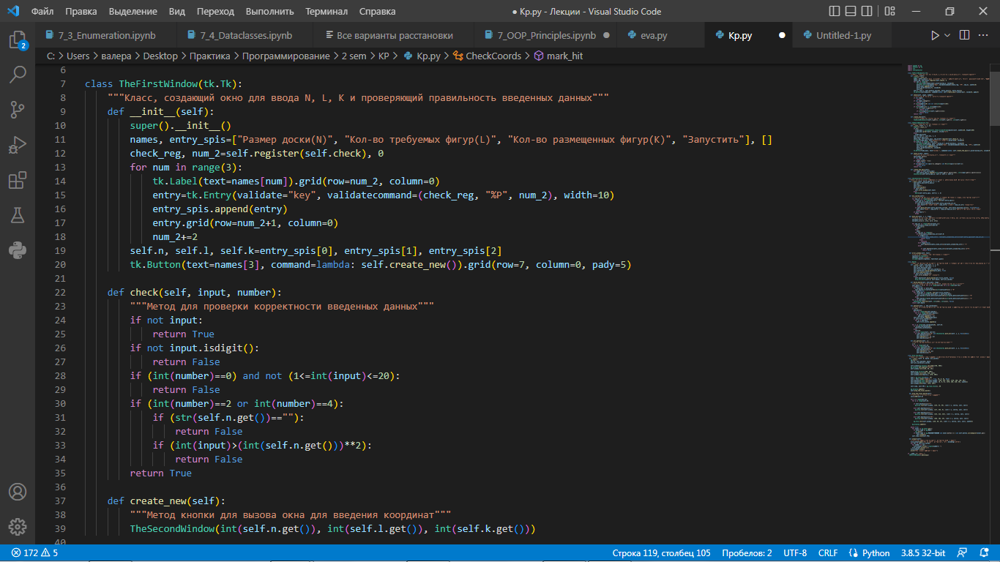 Файл Правка Выделение Вид Переход Выполнить Терминал Справка ● Кр.py - Лекции - Visual Studio Code
7_3_Enumeration.ipynb 7_4_Dataclasses.ipynb Все варианты расстановки 7_OOP_Principles.ipynb ● eva.py Кр.py ● Untitled-1.py
2
C: > Users > валера > Desktop > Практика > Программирование > 2 sem > КР > Кр.py > CheckCoords > mark_hit
6
7 class TheFirstWindow(tk.Tk):
8 """Класс, создающий окно для ввода N, L, K и проверяющий правильность введенных данных"""
9 def __init__(self):
10 super().__init__()
11 names, entry_spis=["Размер доски(N)", "Кол-во требуемых фигур(L)", "Кол-во размещенных фигур(K)", "Запустить"], []
12 check_reg, num_2=self.register(self.check), 0
13 for num in range(3):
14 tk.Label(text=names[num]).grid(row=num_2, column=0)
15 entry=tk.Entry(validate="key", validatecommand=(check_reg, "%P", num_2), width=10)
16 entry_spis.append(entry)
17 entry.grid(row=num_2+1, column=0)
18 num_2+=2
19 self.n, self.l, self.k=entry_spis[0], entry_spis[1], entry_spis[2]
20 tk.Button(text=names[3], command=lambda: self.create_new()).grid(row=7, column=0, pady=5)
21
22 def check(self, input, number):
23 """Метод для проверки корректности введенных данных"""
24 if not input:
25 return True
26 if not input.isdigit():
27 return False
28 if (int(number)==0) and not (1<=int(input)<=20):
29 return False
30 if (int(number)==2 or int(number)==4):
31 if (str(self.n.get())==""):
32 return False
33 if (int(input)>(int(self.n.get()))**2):
34 return False
35 return True
36
37 def create_new(self):
38 """Метод кнопки для вызова окна для введения координат"""
39 TheSecondWindow(int(self.n.get()), int(self.l.get()), int(self.k.get()))
40
172 5 Строка 119, столбец 105 Пробелов: 2 UTF-8 CRLF Python 3.8.5 32-bit